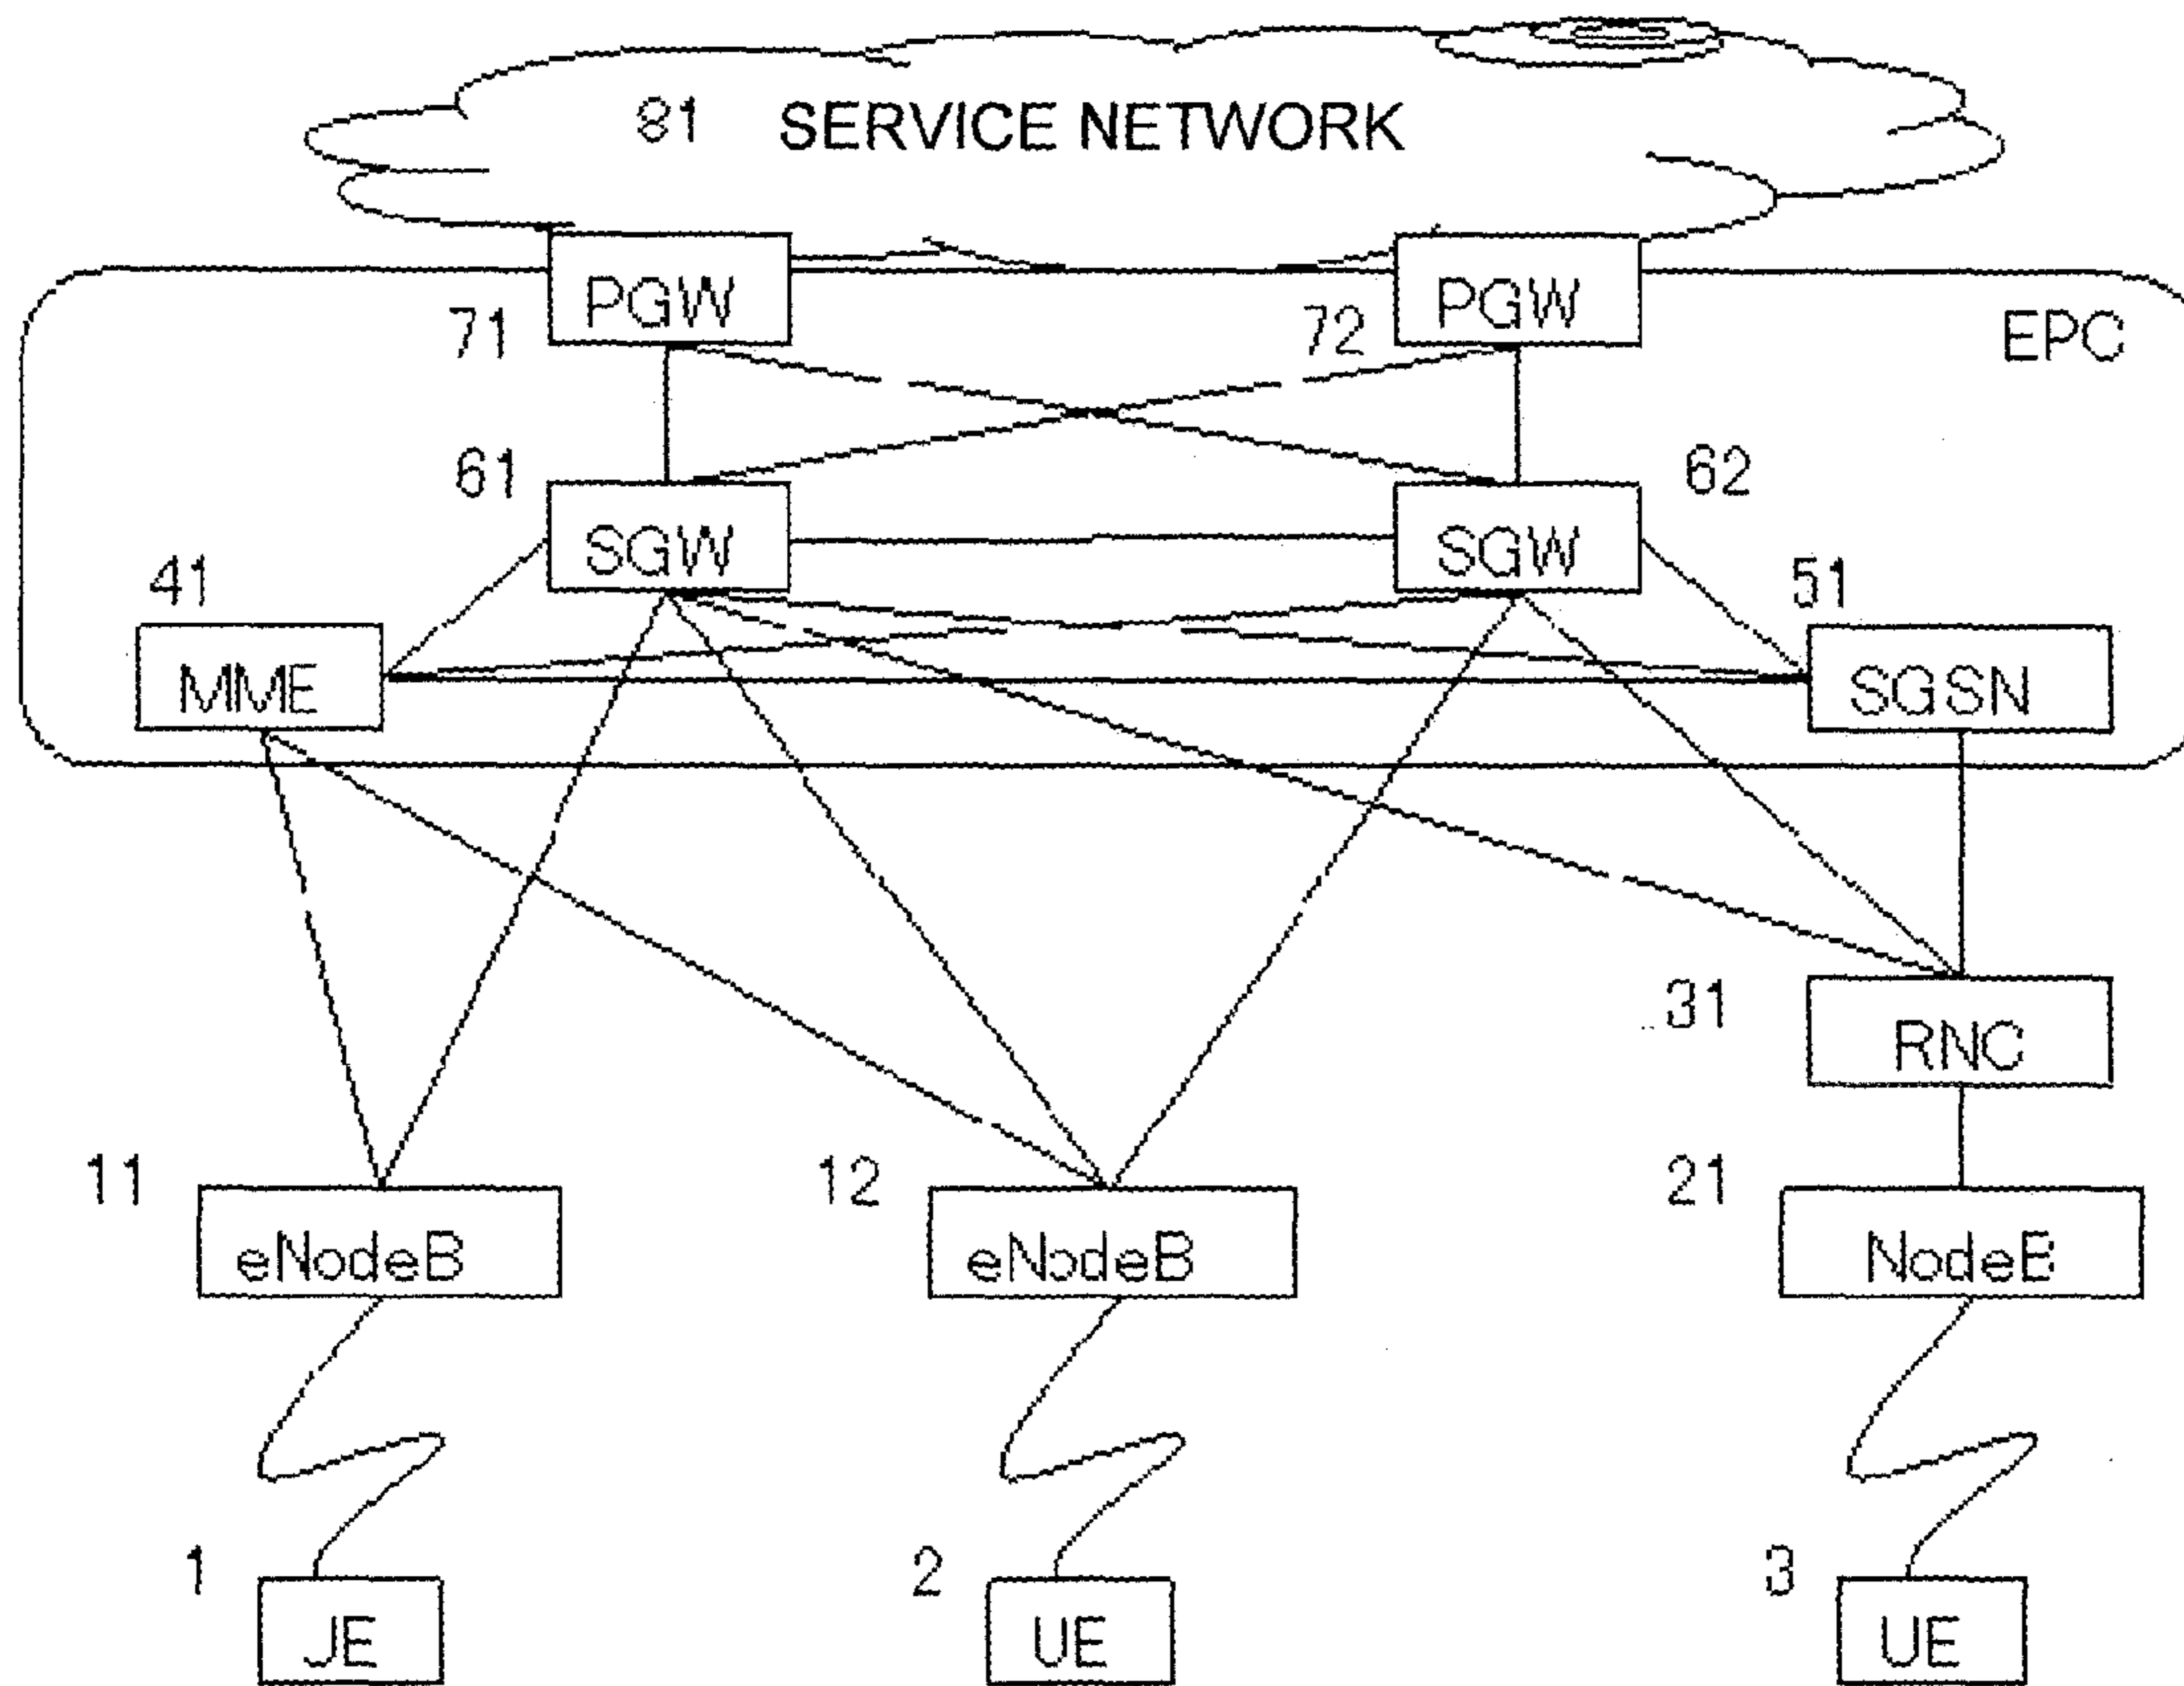 81 SERVICE NETWORK
PGW
PGW
71
72
EPC
61
62
SGW
SGW
41
51
MME
SGSN
31
RNC
11
12
21
eNodeB
eNodeB
NodeB
1
2
3
JE
UE
UE